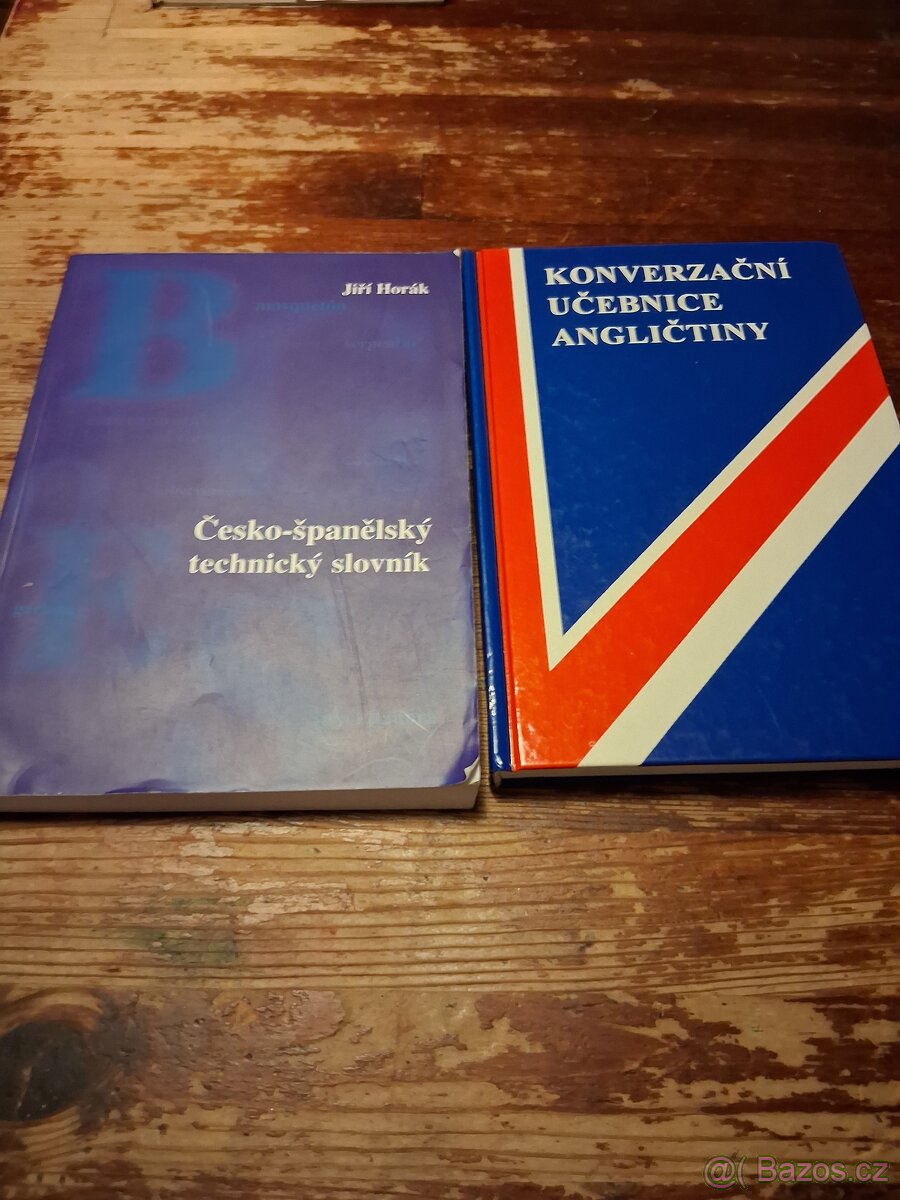 Jiří Horák
B
Česko-španělský
technický slovník
KONVERZAČNÍ
UČEBNICE
ANGLIČTINY
@( Bazos.cz